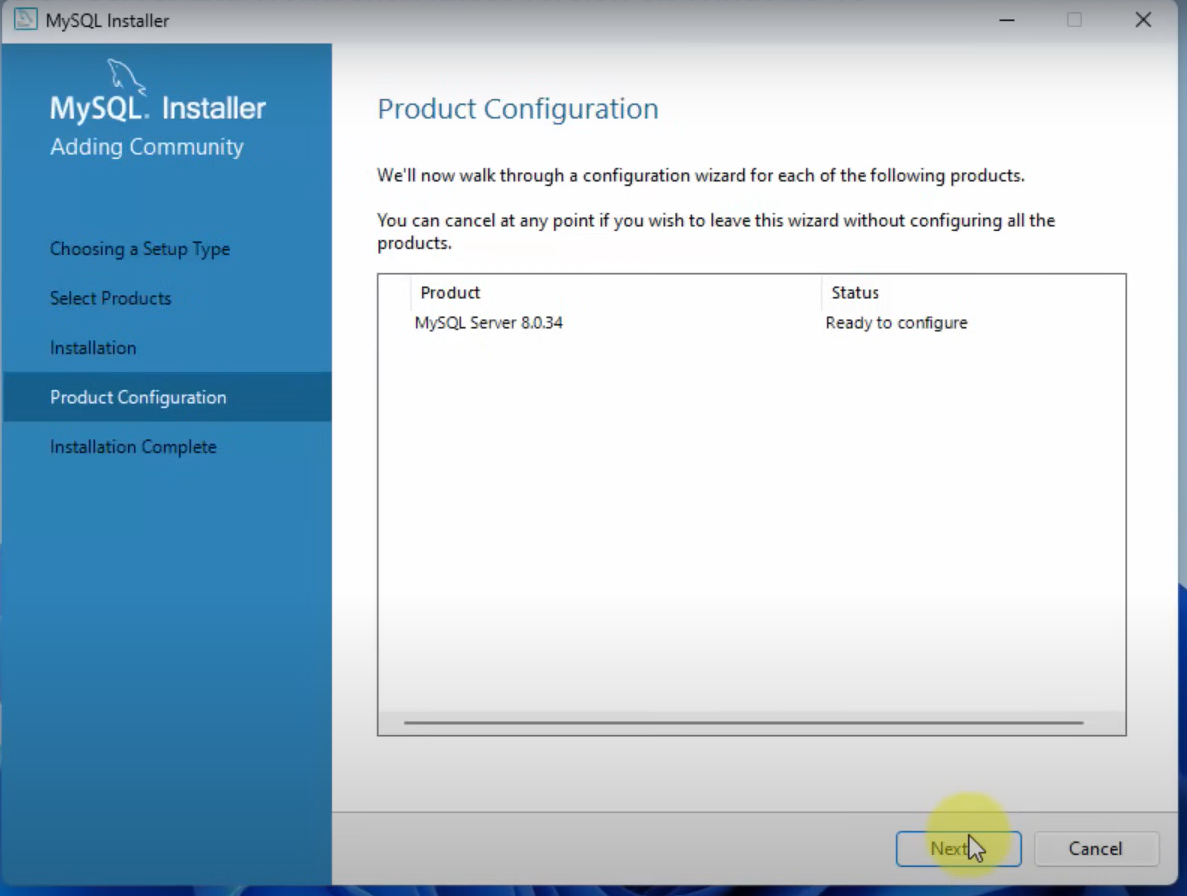 MySQL Installer
MySQL. Installer
Adding Community
Choosing a Setup Type
Select Products
Installation
Product Configuration
Installation Complete
Product Configuration
We'll now walk through a configuration wizard for each of the following products.
You can cancel at any point if you wish to leave this wizard without configuring all the
products.
Product Status
MySQL Server 8.0.34 Ready to configure
Next
Cancel